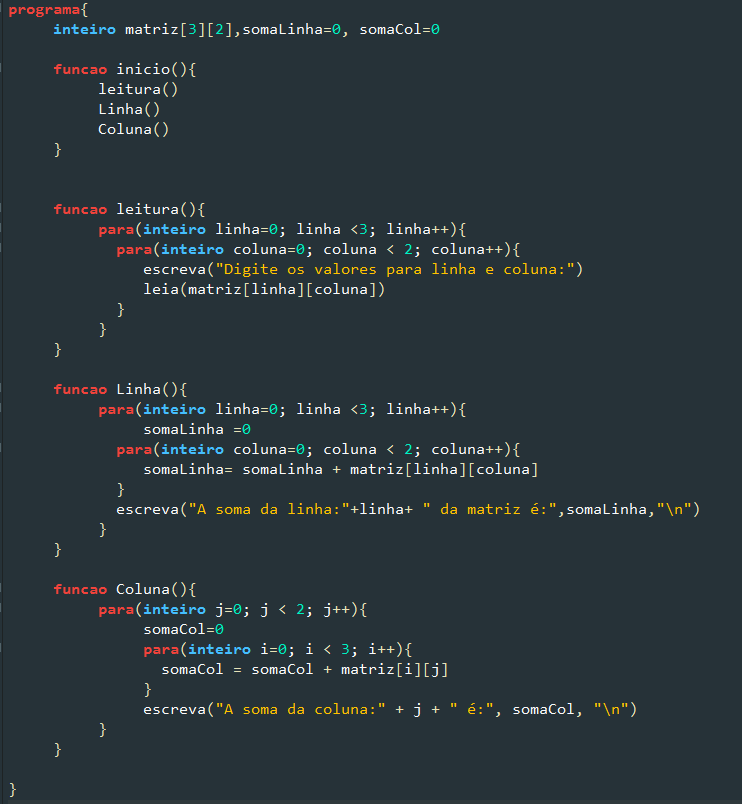 programa{
inteiro matriz[3][2],somaLinha=0, somaCol=0
funcao inicio(){
leitura()
Linha()
Coluna()
}
funcao leitura(){
para(inteiro linha=0; linha <3; linha++){
para(inteiro coluna=0; coluna < 2; coluna++){
escreva("Digite os valores para linha e coluna:")
leia(matriz[linha][coluna])
}
}
}
funcao Linha(){
para(inteiro linha=0; linha <3; linha++){
somaLinha =0
para(inteiro coluna=0; coluna < 2; coluna++){
somaLinha= somaLinha + matriz[linha][coluna]
}
escreva("A soma da linha:"+linha+ " da matriz é:",somaLinha,"\n")
}
}
funcao Coluna(){
para(inteiro j=0; j < 2; j++){
somaCol=0
para(inteiro i=0; i < 3; i++){
somaCol = somaCol + matriz[i][j]
}
escreva("A soma da coluna:" + j + " é:", somaCol, "\n")
}
}
}